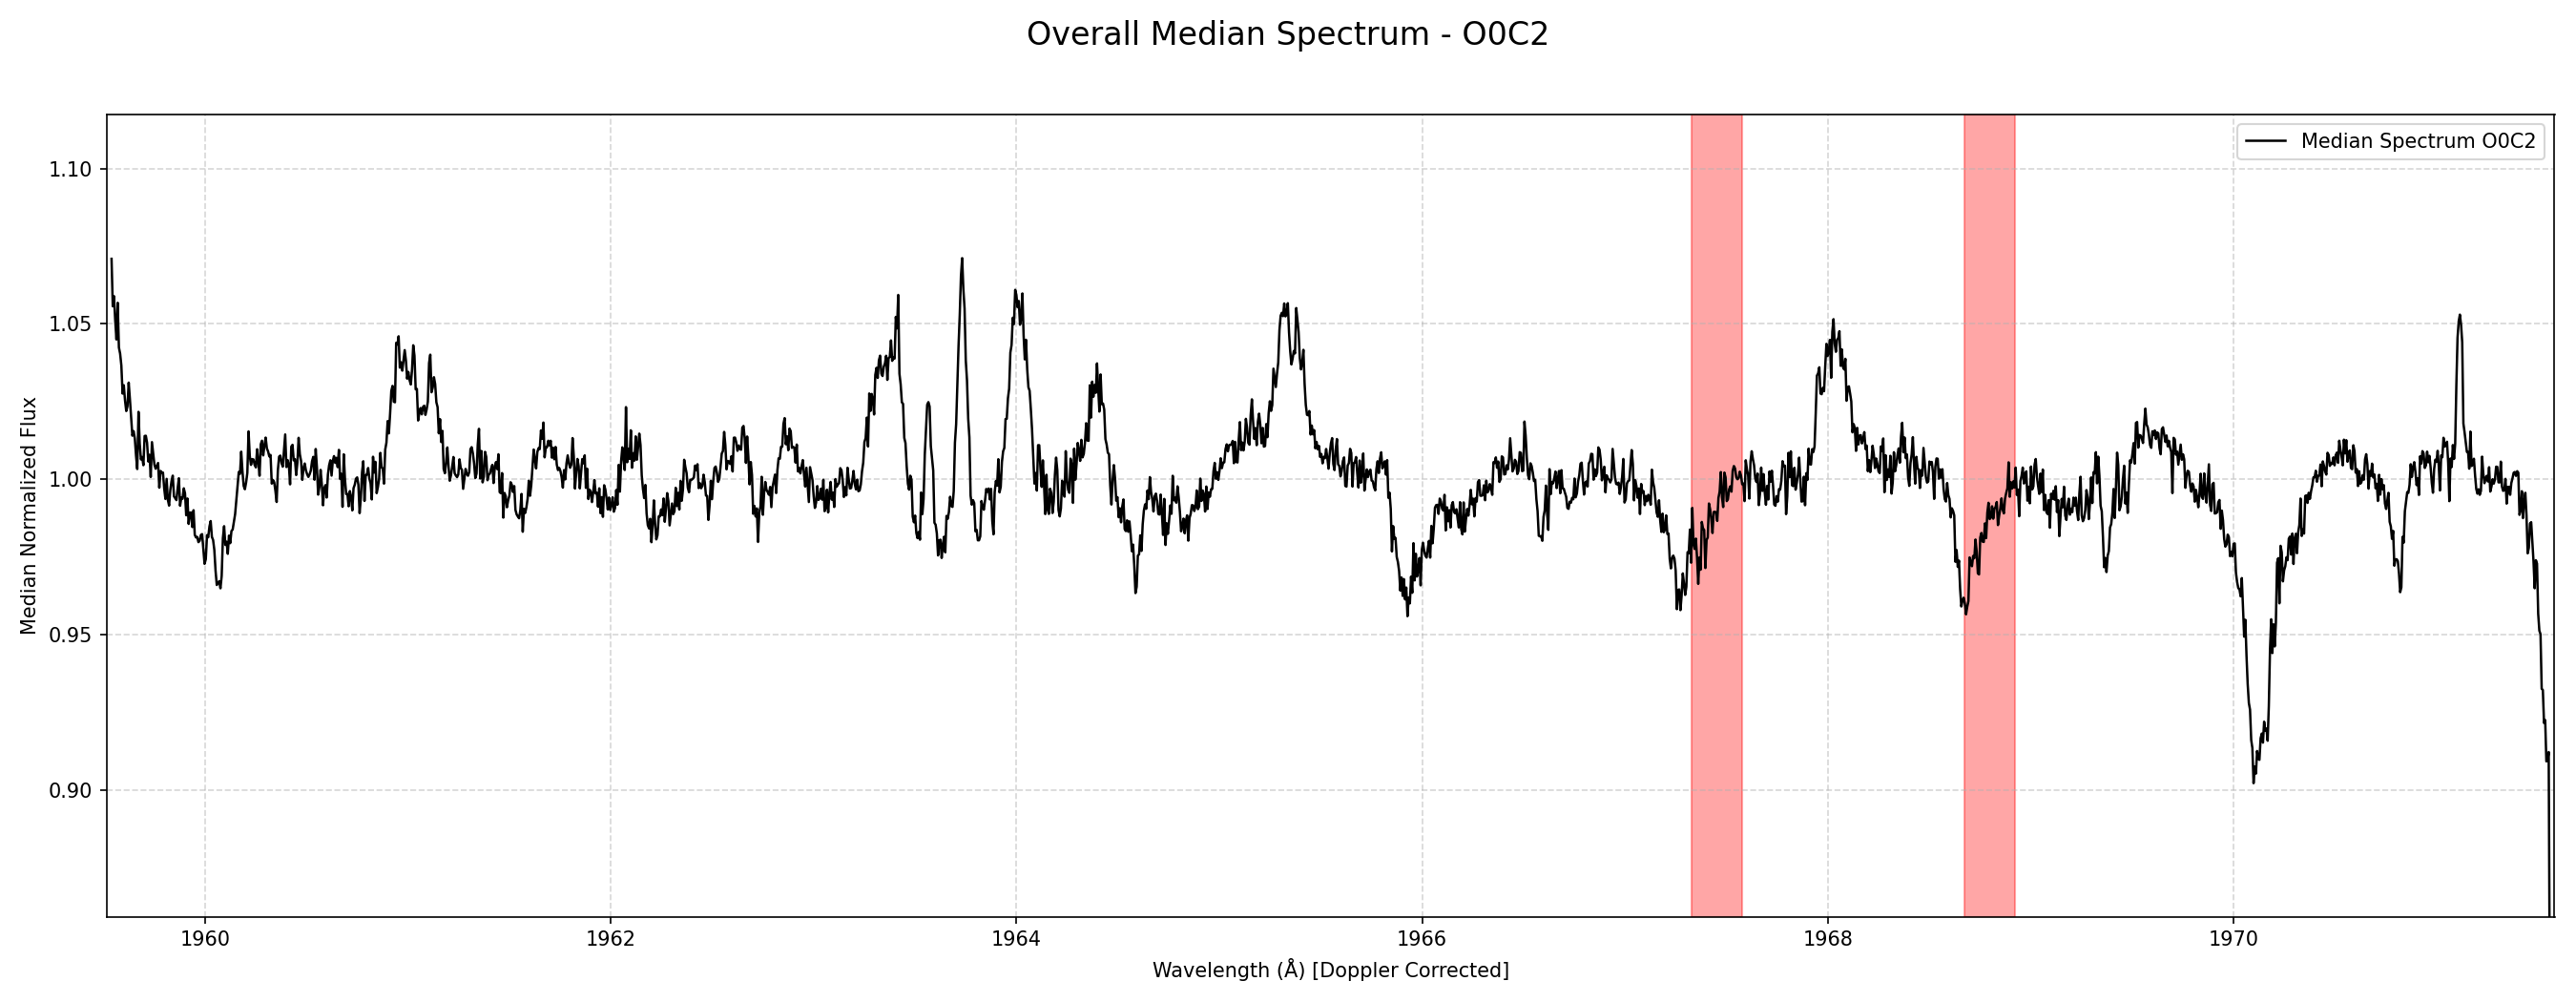 Overall Median Spectrum - O0C2
Median Spectrum O0C2
Median Normalized Flux
1.10
1.05
1.00
0.95
0.90
1960
1962
1964
1966
1968
1970
Wavelength (Å) [Doppler Corrected]